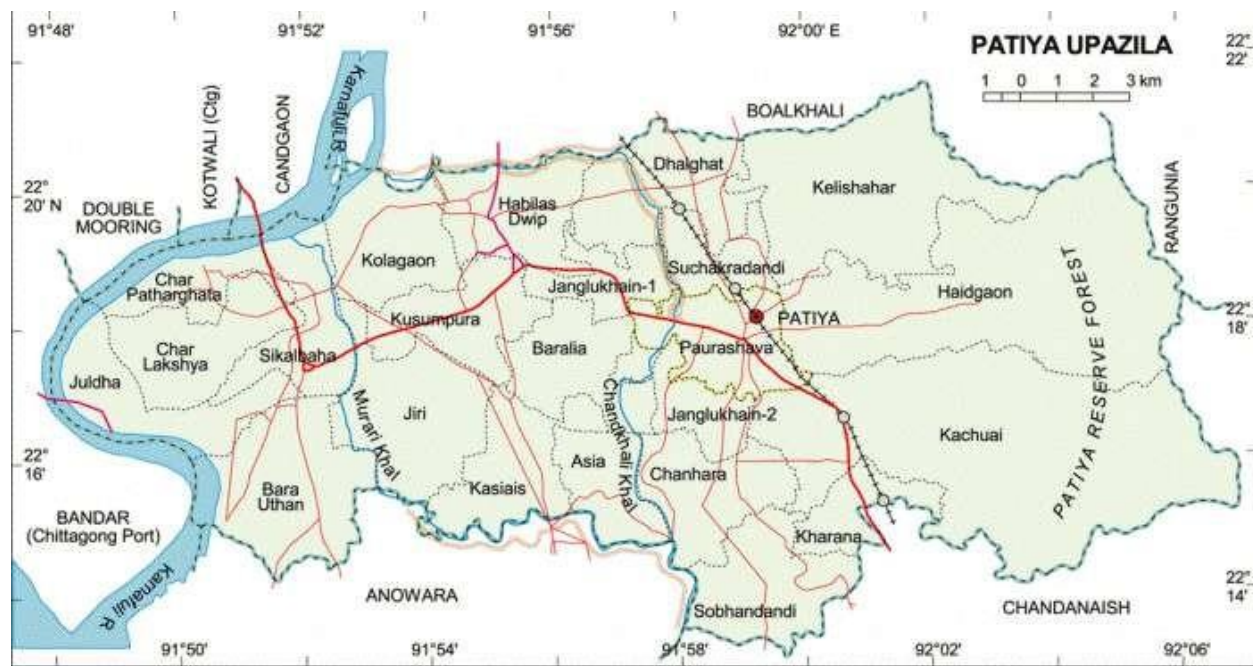 91°48'
91°52'
91°56'
92°00' E
22°
22'
PATIYA UPAZILA
1 0 1 2 3 km
Karnafuli R
KOTWALI (Ctg)
CANDGAON
BOALKHALI
RANGUNIA
22°
20' N
DOUBLE
MOORING
Dhalghat
Kelishahar
Habilas
Dwip
Kolagaon
Suchakradandi
Char
Patharghata
Janglukhain-1
Haidgaon
22°
18'
Kusumpura
PATIYA
PATIYA RESERVE FOREST
Char
Lakshya
Sikalbaha
Baralia
Paurashava
Juldha
Murari Khal
Jiri
Chandkhali Khal
Janglukhain-2
Kachuai
22°
16'
Bara
Uthan
Kasiais
Asia
Chanhara
BANDAR
(Chittagong Port)
Kharana
Karnafuli R
ANOWARA
Sobhandandi
CHANDANAISH
22°
14'
91°50'
91°54'
91°58'
92°02'
92°06'